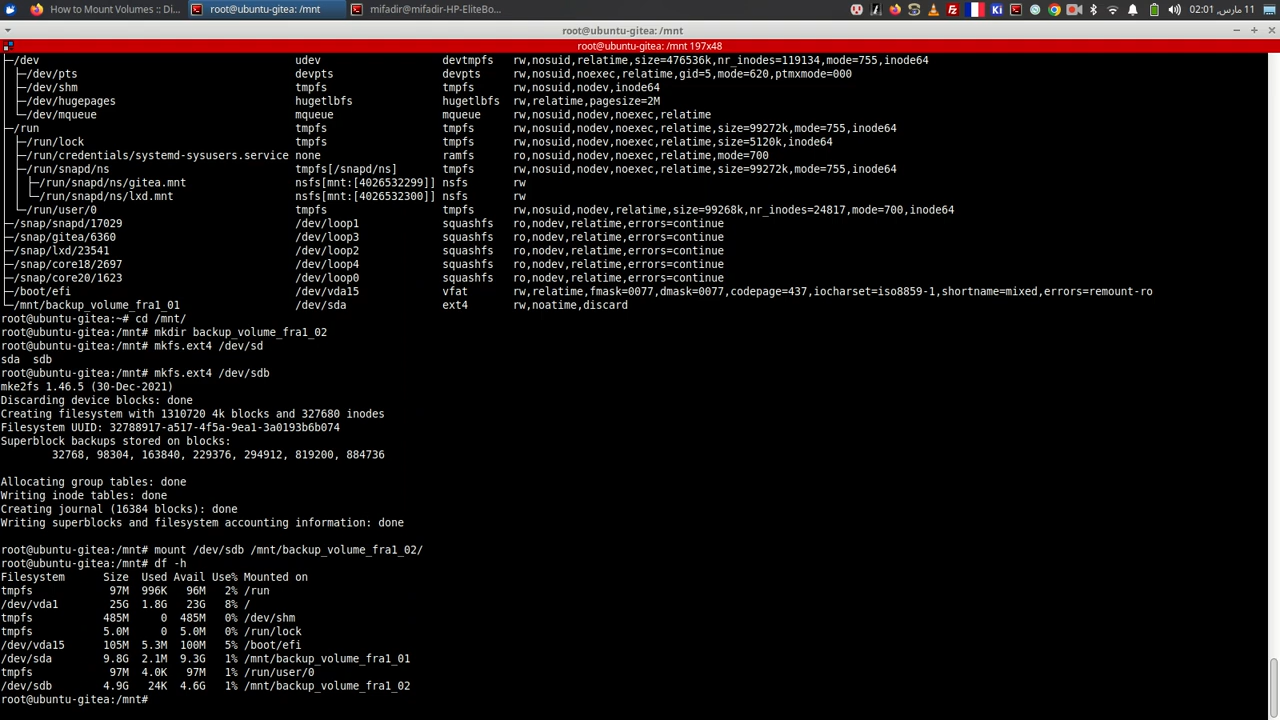 How to Mount Volumes :: Di...
root@ubuntu-gitea: /mnt
mifadir@mifadir-HP-EliteBo...
Ki
02:01 ,مارس 11
root@ubuntu-gitea: /mnt
root@ubuntu-gitea: /mnt 197x48
├─/dev udev devtmpfs rw,nosuid,relatime,size=476536k,nr_inodes=119134,mode=755,inode64
│ ├─/dev/pts devpts devpts rw,nosuid,noexec,relatime,gid=5,mode=620,ptmxmode=000
│ ├─/dev/shm tmpfs tmpfs rw,nosuid,nodev,inode64
│ ├─/dev/hugepages hugetlbfs hugetlbfs rw,relatime,pagesize=2M
│ └─/dev/mqueue mqueue mqueue rw,nosuid,nodev,noexec,relatime
├─/run tmpfs tmpfs rw,nosuid,nodev,noexec,relatime,size=99272k,mode=755,inode64
│ ├─/run/lock tmpfs tmpfs rw,nosuid,nodev,noexec,relatime,size=5120k,inode64
│ ├─/run/credentials/systemd-sysusers.service none ramfs ro,nosuid,nodev,noexec,relatime,mode=700
│ ├─/run/snapd/ns tmpfs[/snapd/ns] tmpfs rw,nosuid,nodev,noexec,relatime,size=99272k,mode=755,inode64
│ │ ├─/run/snapd/ns/gitea.mnt nsfs[mnt:[4026532299]] nsfs rw
│ │ └─/run/snapd/ns/lxd.mnt nsfs[mnt:[4026532300]] nsfs rw
│ └─/run/user/0 tmpfs tmpfs rw,nosuid,nodev,relatime,size=99268k,nr_inodes=24817,mode=700,inode64
├─/snap/snapd/17029 /dev/loop1 squashfs ro,nodev,relatime,errors=continue
├─/snap/gitea/6360 /dev/loop3 squashfs ro,nodev,relatime,errors=continue
├─/snap/lxd/23541 /dev/loop2 squashfs ro,nodev,relatime,errors=continue
├─/snap/core18/2697 /dev/loop4 squashfs ro,nodev,relatime,errors=continue
├─/snap/core20/1623 /dev/loop0 squashfs ro,nodev,relatime,errors=continue
├─/boot/efi /dev/vda15 vfat rw,relatime,fmask=0077,dmask=0077,codepage=437,iocharset=iso8859-1,shortname=mixed,errors=remount-ro
└─/mnt/backup_volume_fra1_01 /dev/sda ext4 rw,noatime,discard
root@ubuntu-gitea:~# cd /mnt/
root@ubuntu-gitea:/mnt# mkdir backup_volume_fra1_02
root@ubuntu-gitea:/mnt# mkfs.ext4 /dev/sd
sda sdb
root@ubuntu-gitea:/mnt# mkfs.ext4 /dev/sdb
mke2fs 1.46.5 (30-Dec-2021)
Discarding device blocks: done
Creating filesystem with 1310720 4k blocks and 327680 inodes
Filesystem UUID: 32788917-a517-4f5a-9ea1-3a0193b6b074
Superblock backups stored on blocks:
32768, 98304, 163840, 229376, 294912, 819200, 884736
Allocating group tables: done
Writing inode tables: done
Creating journal (16384 blocks): done
Writing superblocks and filesystem accounting information: done
root@ubuntu-gitea:/mnt# mount /dev/sdb /mnt/backup_volume_fra1_02/
root@ubuntu-gitea:/mnt# df -h
Filesystem Size Used Avail Use% Mounted on
tmpfs 97M 996K 96M 2% /run
/dev/vda1 25G 1.8G 23G 8% /
tmpfs 485M 0 485M 0% /dev/shm
tmpfs 5.0M 0 5.0M 0% /run/lock
/dev/vda15 105M 5.3M 100M 5% /boot/efi
/dev/sda 9.8G 2.1M 9.3G 1% /mnt/backup_volume_fra1_01
tmpfs 97M 4.0K 97M 1% /run/user/0
/dev/sdb 4.9G 24K 4.6G 1% /mnt/backup_volume_fra1_02
root@ubuntu-gitea:/mnt#